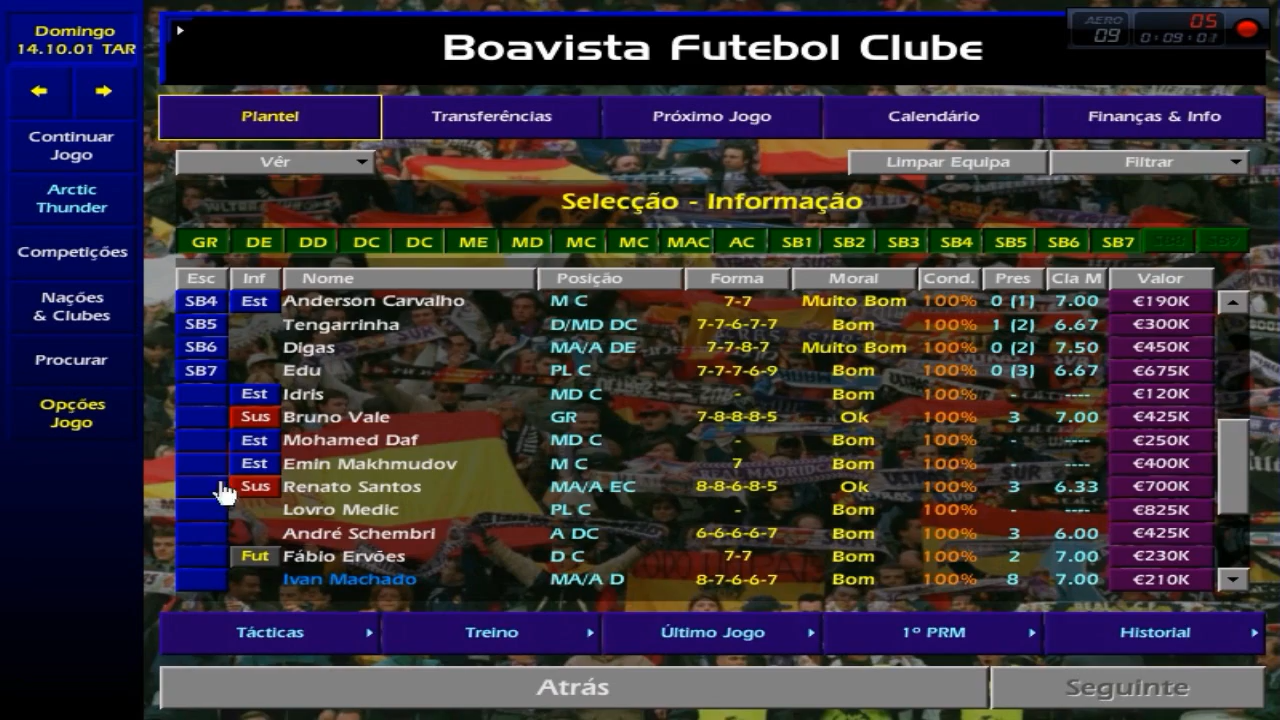 Domingo
14.10.01 TAR
Continuar
Jogo
Arctic
Thunder
Competições
Nações
& Clubes
Procurar
Opções
Jogo
Boavista Futebol Clube
AERO
09
05
0:09:07
Plantel Transferências Próximo Jogo Calendário Finanças & Info
Vér Limpar Equipa Filtrar
Selecção - Informação
GR DE DD DC DC ME MD MC MC MAC AC SB1 SB2 SB3 SB4 SB5 SB6 SB7
Esc Inf Nome Posição Forma Moral Cond. Pres Cla M Valor
SB4 Est Anderson Carvalho M C 7-7 Muito Bom 100% 0 (1) 7.00 €190K
SB5 Tengarrinha D/MD DC 7-7-6-7-7 Bom 100% 1 (2) 6.67 €300K
SB6 Digas MA/A DE 7-7-8-7 Muito Bom 100% 0 (2) 7.50 €450K
SB7 Edu PL C 7-7-7-6-9 Bom 100% 0 (3) 6.67 €675K
Est Idris MD C - Bom 100% - ---- €120K
Sus Bruno Vale GR 7-8-8-8-5 Ok 100% 3 7.00 €425K
Est Mohamed Daf MD C - Bom 100% - ---- €250K
Est Emin Makhmudov M C 7 Bom 100% - ---- €400K
Sus Renato Santos MA/A EC 8-8-6-8-5 Ok 100% 3 6.33 €700K
Lovro Medic PL C - Bom 100% - ---- €825K
André Schembri A DC 6-6-6-6-7 Bom 100% 3 6.00 €425K
Fut Fábio Ervões D C 7-7 Bom 100% 2 7.00 €230K
Ivan Machado MA/A D 8-7-6-6-7 Bom 100% 8 7.00 €210K
Tácticas Treino Último Jogo 1º PRM Historial
Atrás Seguinte